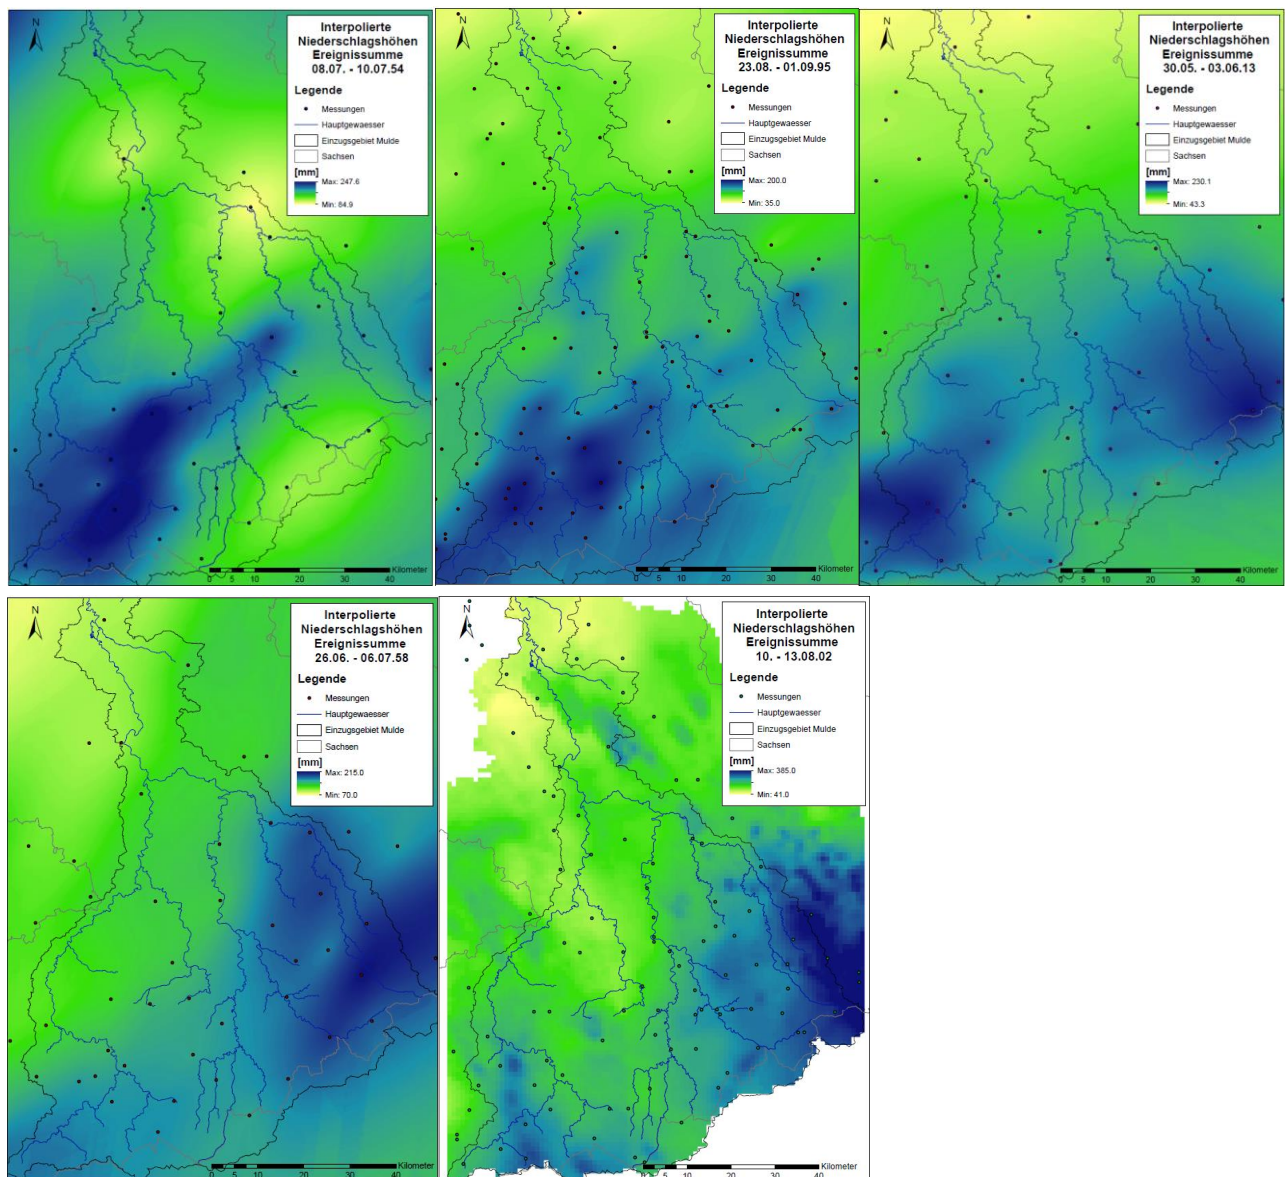 N
Interpolierte
Niederschlagshöhen
Ereignissumme
08.07. - 10.07.54
Legende
Messungen
Hauptgewaesser
Einzugsgebiet Mulde
Sachsen
[mm]
Max: 247.6
Min: 84.9
Kilometer
0 5 10 20 30 40
N
Interpolierte
Niederschlagshöhen
Ereignissumme
23.08. - 01.09.95
Legende
Messungen
Hauptgewaesser
Einzugsgebiet Mulde
Sachsen
[mm]
Max: 200.0
Min: 35.0
Kilometer
0 5 10 20 30 40
N
Interpolierte
Niederschlagshöhen
Ereignissumme
30.05. - 03.06.13
Legende
Messungen
Hauptgewaesser
Einzugsgebiet Mulde
Sachsen
[mm]
Max: 230.1
Min: 43.3
Kilometer
0 5 10 20 30 40
N
Interpolierte
Niederschlagshöhen
Ereignissumme
26.06. - 06.07.58
Legende
Messungen
Hauptgewaesser
Einzugsgebiet Mulde
Sachsen
[mm]
Max: 215.0
Min: 70.0
Kilometer
0 5 10 20 30 40
N
Interpolierte
Niederschlagshöhen
Ereignissumme
10. - 13.08.02
Legende
Messungen
Hauptgewaesser
Einzugsgebiet Mulde
Sachsen
[mm]
Max: 385.0
Min: 41.0
Kilometer
0 5 10 20 30 40